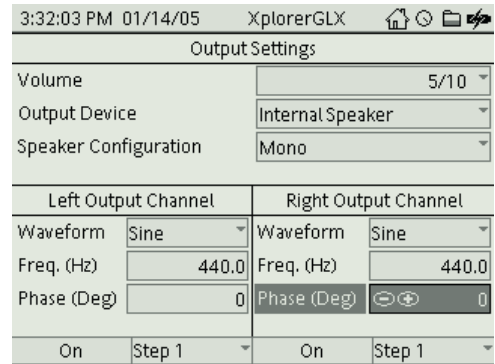 3:32:03 PM 01/14/05 XplorerGLX
Output Settings
Volume 5/10
Output Device Internal Speaker
Speaker Configuration Mono
Left Output Channel Right Output Channel
Waveform Sine Waveform Sine
Freq. (Hz) 440.0 Freq. (Hz) 440.0
Phase (Deg) 0 Phase (Deg) 0
On Step 1 On Step 1